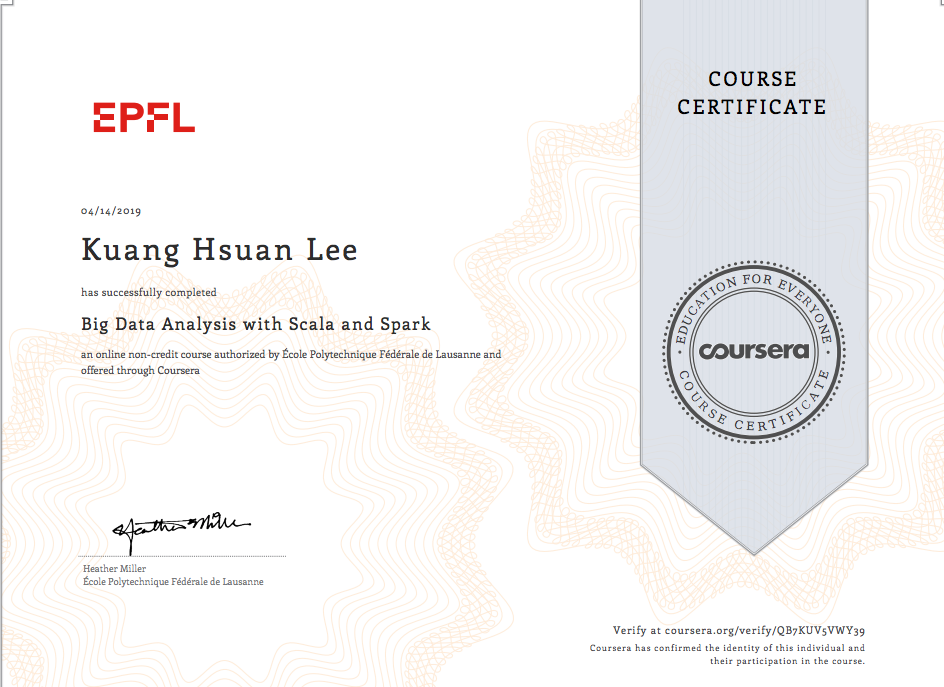 EPFL
04/14/2019
Kuang Hsuan Lee
has successfully completed
Big Data Analysis with Scala and Spark
an online non-credit course authorized by École Polytechnique Fédérale de Lausanne and
offered through Coursera
Heather Miller
Heather Miller
École Polytechnique Fédérale de Lausanne
COURSE
CERTIFICATE
EDUCATION FOR EVERYONE
coursera
COURSE CERTIFICATE
Verify at coursera.org/verify/QB7KUV5VWY39
Coursera has confirmed the identity of this individual and
their participation in the course.